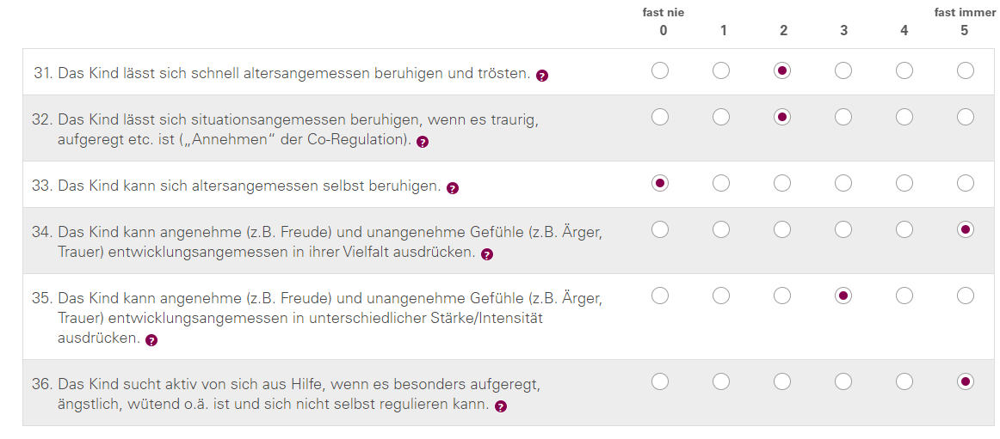 fast nie fast immer
0 1 2 3 4 5
31. Das Kind lässt sich schnell altersangemessen beruhigen und trösten. ?
32. Das Kind lässt sich situationsangemessen beruhigen, wenn es traurig,
aufgeregt etc. ist („Annehmen“ der Co-Regulation). ?
33. Das Kind kann sich altersangemessen selbst beruhigen. ?
34. Das Kind kann angenehme (z.B. Freude) und unangenehme Gefühle (z.B. Ärger,
Trauer) entwicklungsangemessen in ihrer Vielfalt ausdrücken. ?
35. Das Kind kann angenehme (z.B. Freude) und unangenehme Gefühle (z.B. Ärger,
Trauer) entwicklungsangemessen in unterschiedlicher Stärke/Intensität
ausdrücken. ?
36. Das Kind sucht aktiv von sich aus Hilfe, wenn es besonders aufgeregt,
ängstlich, wütend o.ä. ist und sich nicht selbst regulieren kann. ?